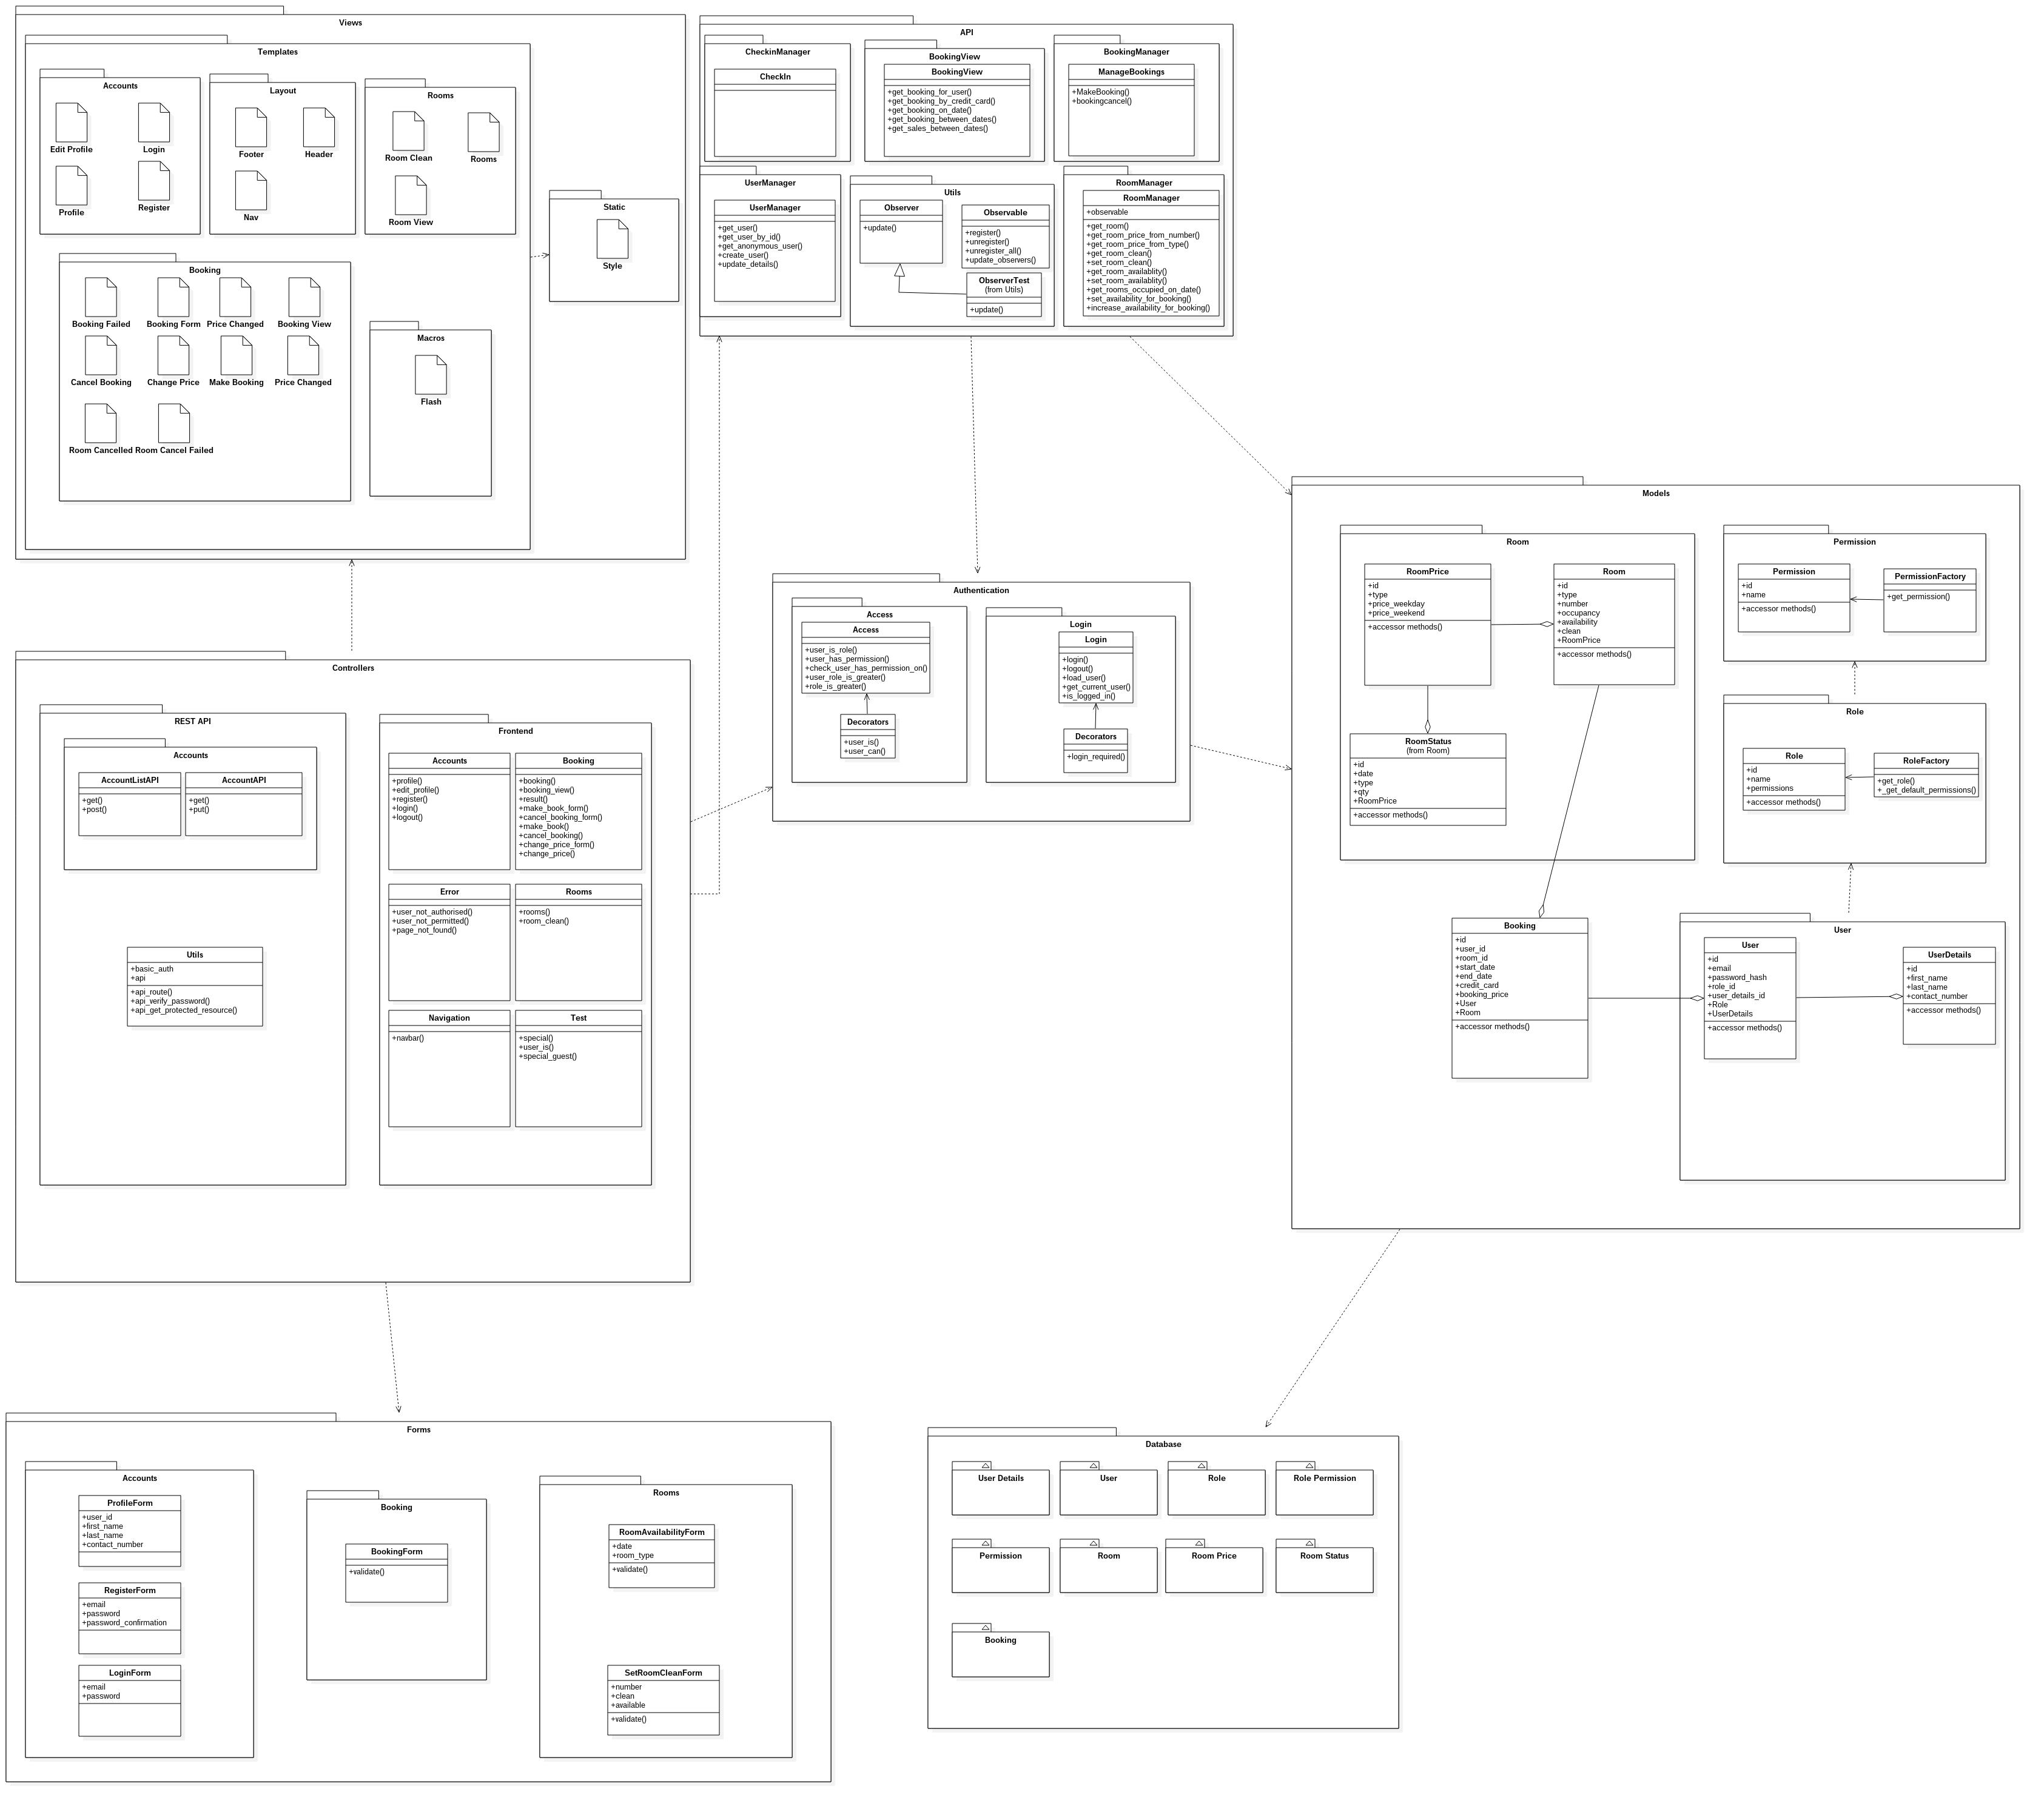 Views
Templates
Accounts
Edit Profile
Login
Profile
Register
Layout
Footer
Header
Nav
Rooms
Room Clean
Rooms
Room View
Booking
Booking Failed
Booking Form
Price Changed
Booking View
Cancel Booking
Change Price
Make Booking
Price Changed
Room Cancelled
Room Cancel Failed
Macros
Flash
Static
Style
API
CheckinManager
CheckIn
BookingView
BookingView
+get_booking_for_user()
+get_booking_by_credit_card()
+get_booking_on_date()
+get_booking_between_dates()
+get_sales_between_dates()
BookingManager
ManageBookings
+MakeBooking()
+bookingcancel()
UserManager
UserManager
+get_user()
+get_user_by_id()
+get_anonymous_user()
+create_user()
+update_details()
Utils
Observer
+update()
Observable
+register()
+unregister()
+unregister_all()
+update_observers()
ObserverTest
(from Utils)
+update()
RoomManager
RoomManager
+observable
+get_room()
+get_room_price_from_number()
+get_room_price_from_type()
+get_room_clean()
+set_room_clean()
+get_room_availablity()
+set_room_availablity()
+get_rooms_occupied_on_date()
+set_availability_for_booking()
+increase_availability_for_booking()
Models
Room
RoomPrice
+id
+type
+price_weekday
+price_weekend
+accessor methods()
Room
+id
+type
+number
+occupancy
+availability
+clean
+RoomPrice
+accessor methods()
RoomStatus
(from Room)
+id
+date
+type
+qty
+RoomPrice
+accessor methods()
Permission
Permission
+id
+name
+accessor methods()
PermissionFactory
+get_permission()
Role
Role
+id
+name
+permissions
+accessor methods()
RoleFactory
+get_role()
+_get_default_permissions()
Booking
+id
+user_id
+room_id
+start_date
+end_date
+credit_card
+booking_price
+User
+Room
+accessor methods()
User
User
+id
+email
+password_hash
+role_id
+user_details_id
+Role
+UserDetails
+accessor methods()
UserDetails
+id
+first_name
+last_name
+contact_number
+accessor methods()
Authentication
Access
Access
+user_is_role()
+user_has_permission()
+check_user_has_permission_on()
+user_role_is_greater()
+role_is_greater()
Decorators
+user_is()
+user_can()
Login
Login
+login()
+logout()
+load_user()
+get_current_user()
+is_logged_in()
Decorators
+login_required()
Controllers
REST API
Accounts
AccountListAPI
+get()
+post()
AccountAPI
+get()
+put()
Utils
+basic_auth
+api
+api_route()
+api_verify_password()
+api_get_protected_resource()
Frontend
Accounts
+profile()
+edit_profile()
+register()
+login()
+logout()
Booking
+booking()
+booking_view()
+result()
+make_book_form()
+cancel_booking_form()
+make_book()
+cancel_booking()
+change_price_form()
+change_price()
Error
+user_not_authorised()
+user_not_permitted()
+page_not_found()
Rooms
+rooms()
+room_clean()
Navigation
+navbar()
Test
+special()
+user_is()
+special_guest()
Forms
Accounts
ProfileForm
+user_id
+first_name
+last_name
+contact_number
RegisterForm
+email
+password
+password_confirmation
LoginForm
+email
+password
Booking
BookingForm
+validate()
Rooms
RoomAvailabilityForm
+date
+room_type
+validate()
SetRoomCleanForm
+number
+clean
+available
+validate()
Database
User Details
User
Role
Role Permission
Permission
Room
Room Price
Room Status
Booking